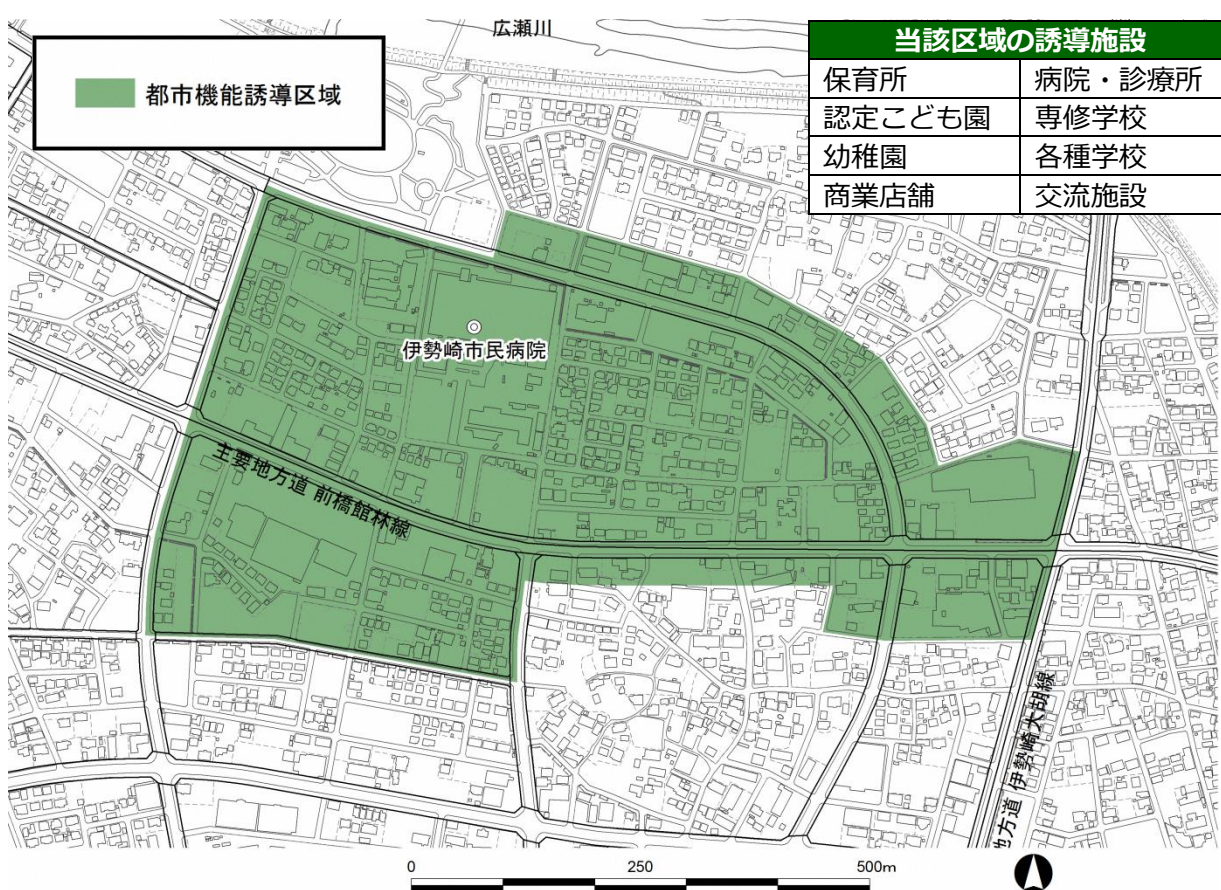 広瀬川
都市機能誘導区域
当該区域の誘導施設
保育所 病院・診療所
認定こども園 専修学校
幼稚園 各種学校
商業店舗 交流施設
伊勢崎市民病院
主要地方道 前橋館林線
地方道 伊勢崎大胡線
0 250 500m